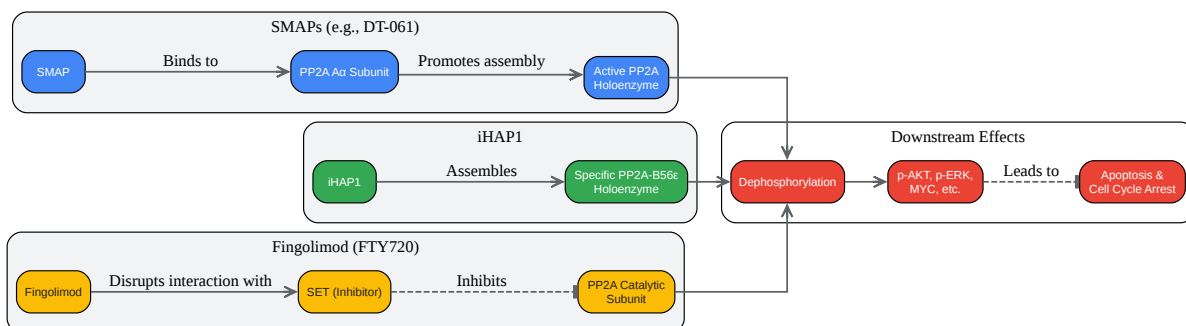 SMAPs (e.g., DT-061)
SMAP
Binds to
PP2A Aα Subunit
Promotes assembly
Active PP2A
Holoenzyme
iHAP1
iHAP1
Assembles
Specific PP2A-B56ε
Holoenzyme
Downstream Effects
Dephosphorylation
p-AKT, p-ERK,
MYC, etc.
Leads to
Apoptosis &
Cell Cycle Arrest
Fingolimod (FTY720)
Fingolimod
Disrupts interaction with
SET (Inhibitor)
Inhibits
PP2A Catalytic
Subunit